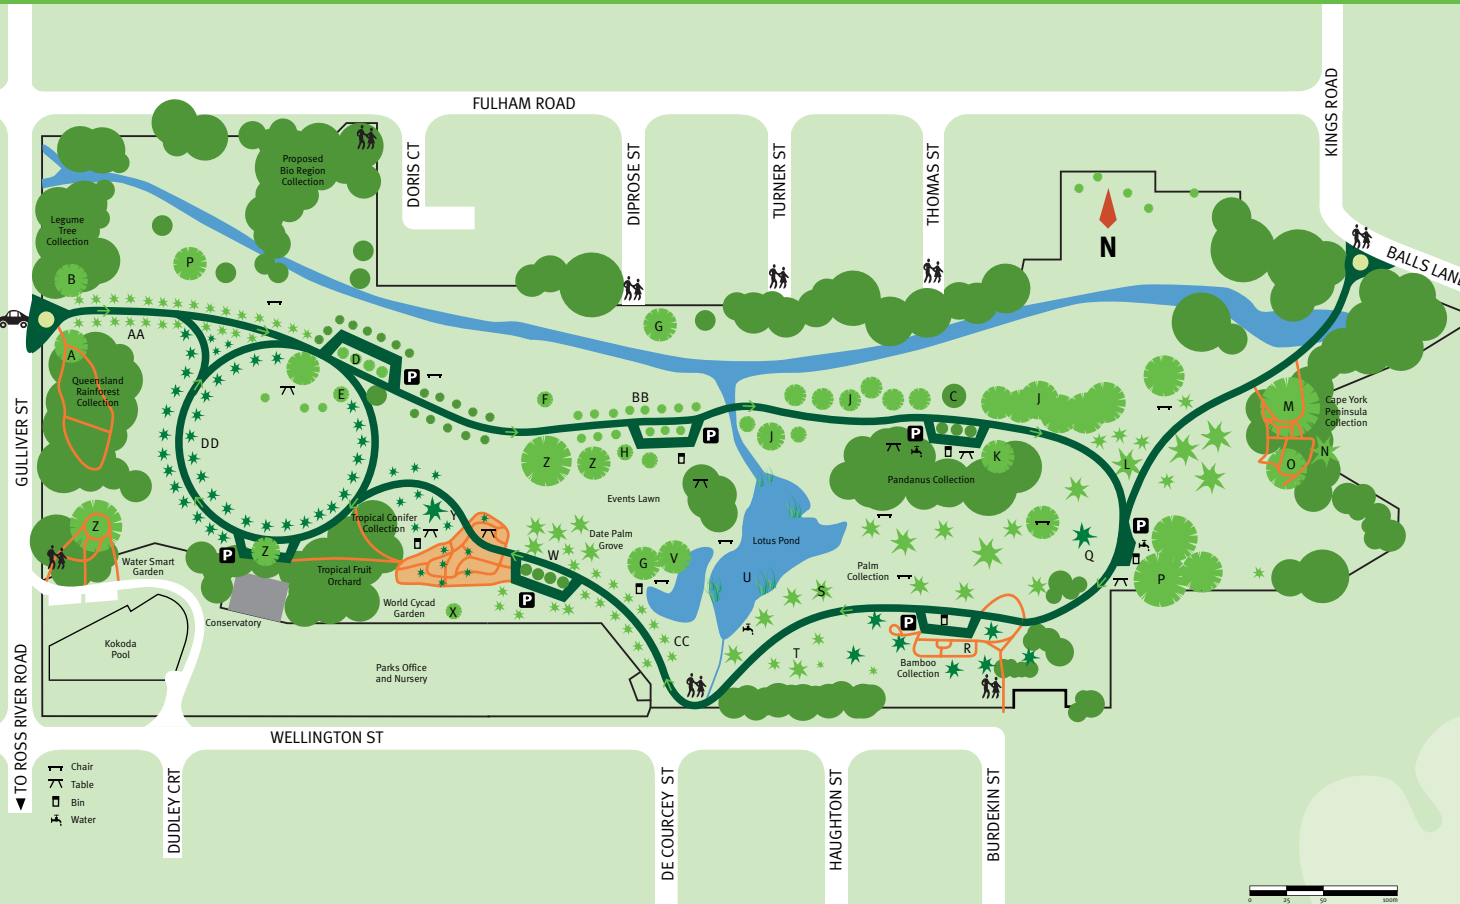 FULHAM ROAD
KINGS ROAD
DORIS CT
DIPROSE ST
TURNER ST
THOMAS ST
BALLS LANE
N
Proposed
Bio Region
Collection
Legume
Tree
Collection
B
P
AA
A
Queensland
Rainforest
Collection
GULLIVER ST
DD
D
E
P
F
BB
G
J
J
C
J
P
P
H
Z
Z
J
K
Pandanus Collection
L
M
Cape York
Peninsula
Collection
N
O
Events Lawn
Tropical Conifer
Collection
Y
Z
Water Smart
Garden
P
Z
Tropical Fruit
Orchard
Conservatory
World Cycad
Garden
X
W
P
Date Palm
Grove
G
V
Lotus Pond
U
Palm
Collection
S
P
Q
P
P
R
Bamboo
Collection
T
CC
Kokoda
Pool
Parks Office
and Nursery
TO ROSS RIVER ROAD
WELLINGTON ST
DUDLEY CRT
DE COURCEY ST
HAUGHTON ST
BURDEKIN ST
Chair
Table
Bin
Water
0 25 50 100m